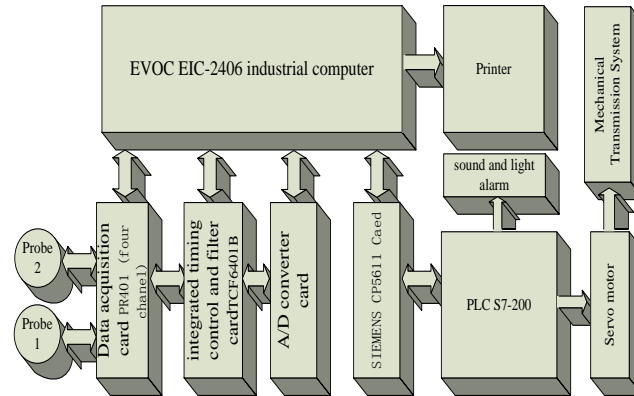 EVOC EIC-2406 industrial computer
Printer
Mechanical
Transmission System
sound and light
alarm
Probe
2
Probe
1
Data acquisition
card PR401 (four
chanel)
integrated timing
control and filter
cardTCF6401B
A/D converter
card
SIEMENS CP5611 Caed
PLC S7-200
Servo motor